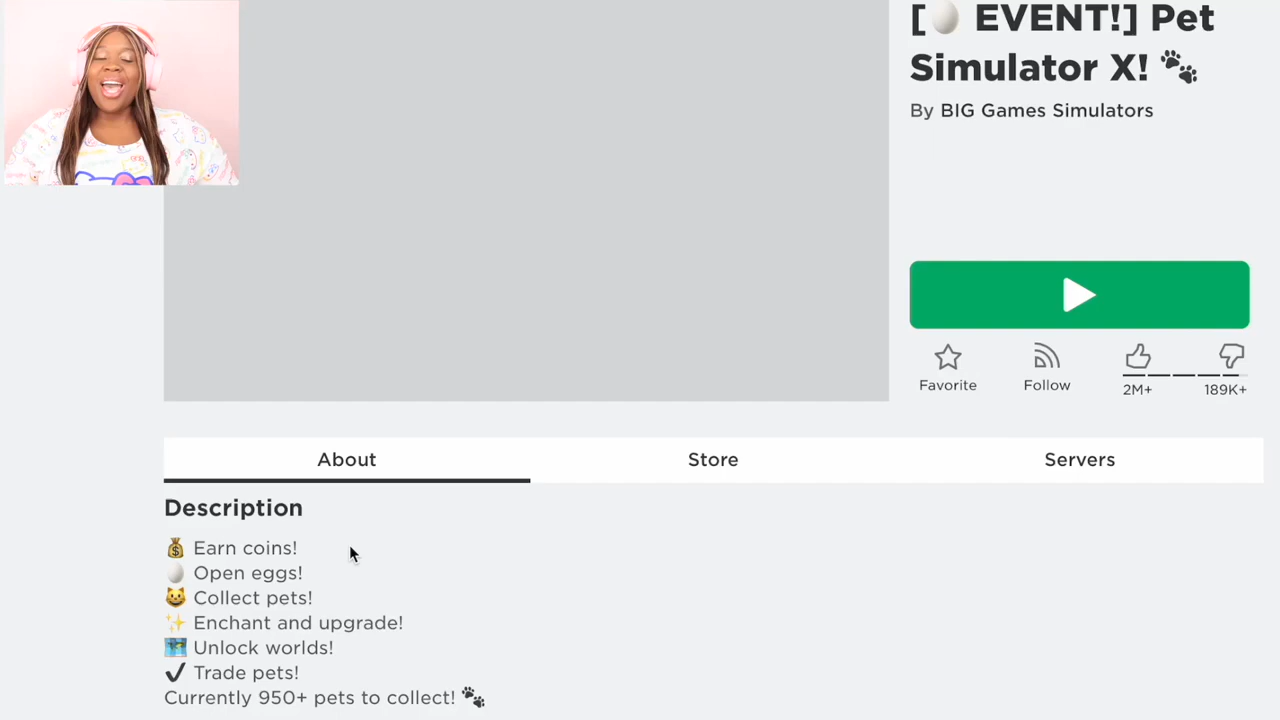 [🥚 EVENT!] Pet
Simulator X! 🐾
By BIG Games Simulators
Favorite
Follow
2M+
189K+
About
Store
Servers
Description
💰 Earn coins!
🥚 Open eggs!
😺 Collect pets!
✨ Enchant and upgrade!
🗺️ Unlock worlds!
✔️ Trade pets!
Currently 950+ pets to collect! 🐾